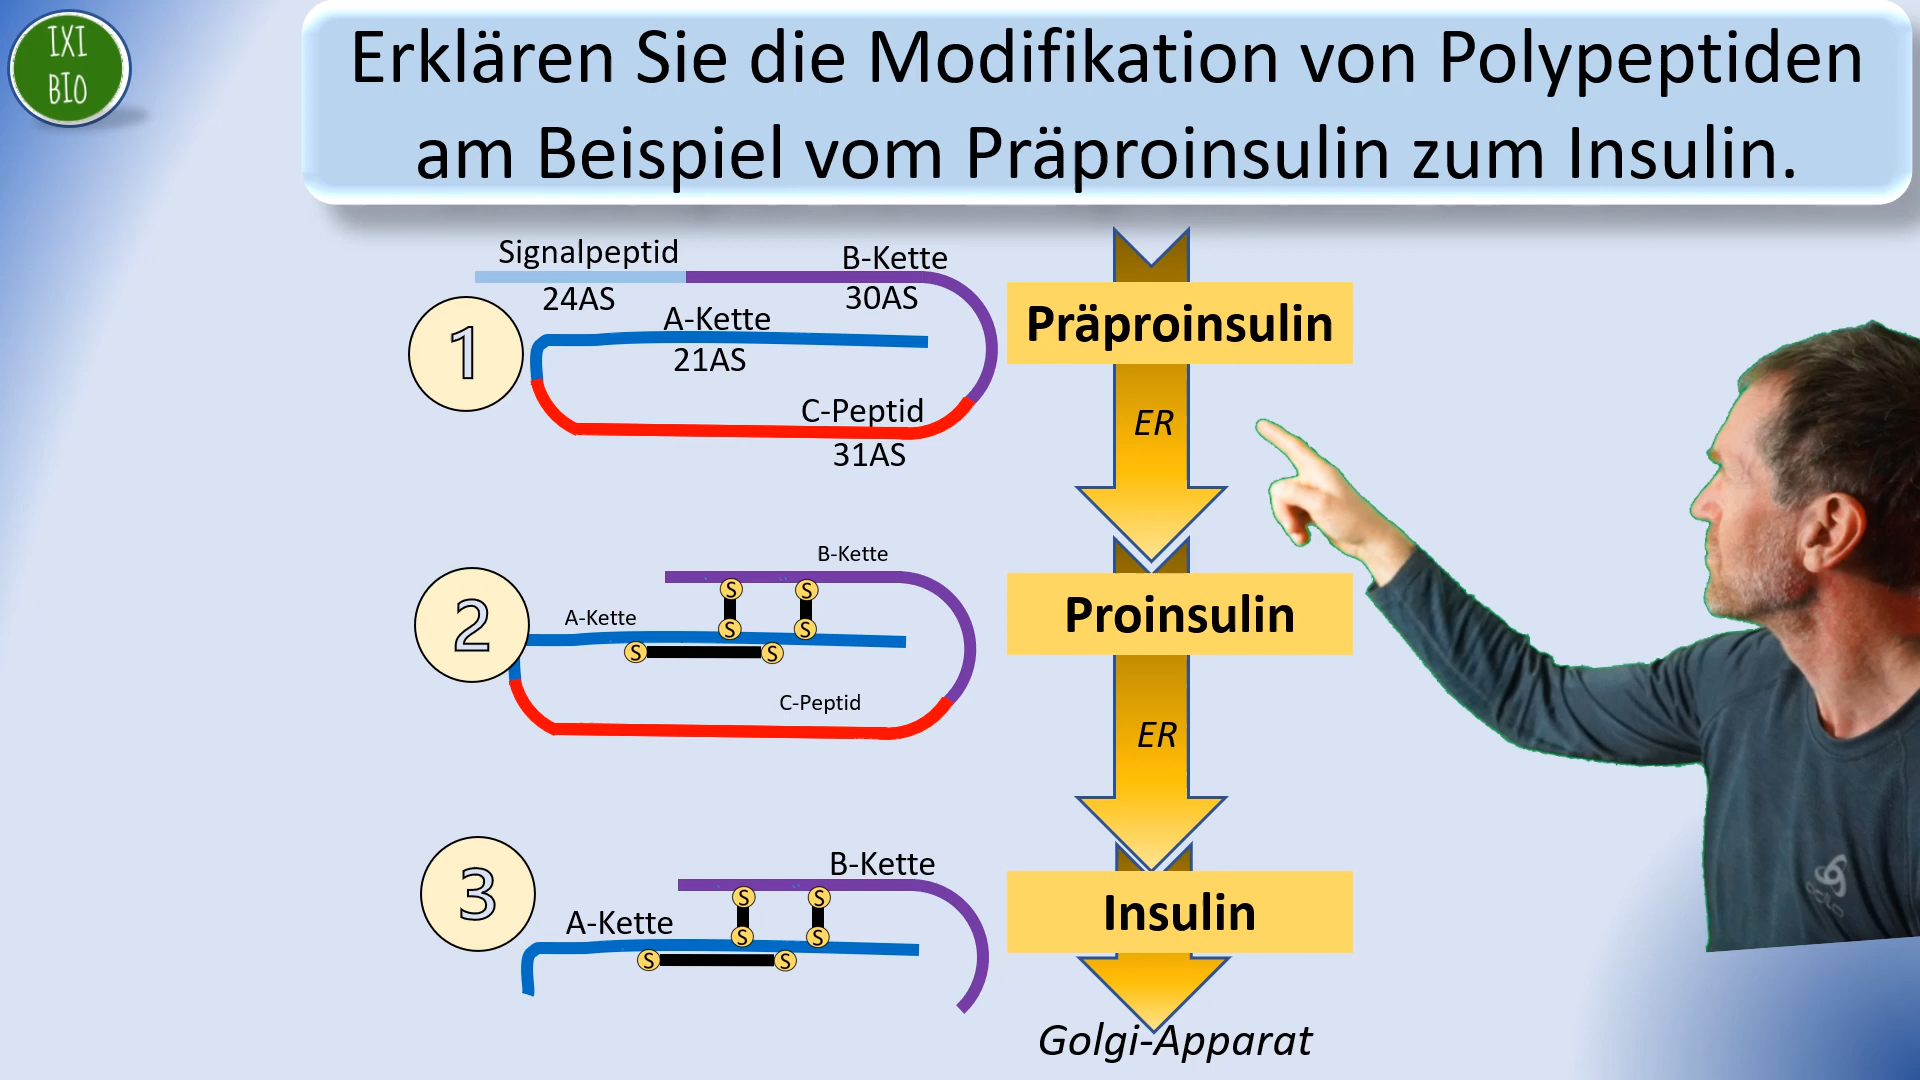 IXI
BIO
Erklären Sie die Modifikation von Polypeptiden
am Beispiel vom Präproinsulin zum Insulin.
Signalpeptid
24AS
B-Kette
30AS
A-Kette
21AS
C-Peptid
31AS
1
Präproinsulin
ER
B-Kette
S S
A-Kette
S S
S S
C-Peptid
2
Proinsulin
ER
B-Kette
S S
A-Kette
S S
S S
3
Insulin
Golgi-Apparat